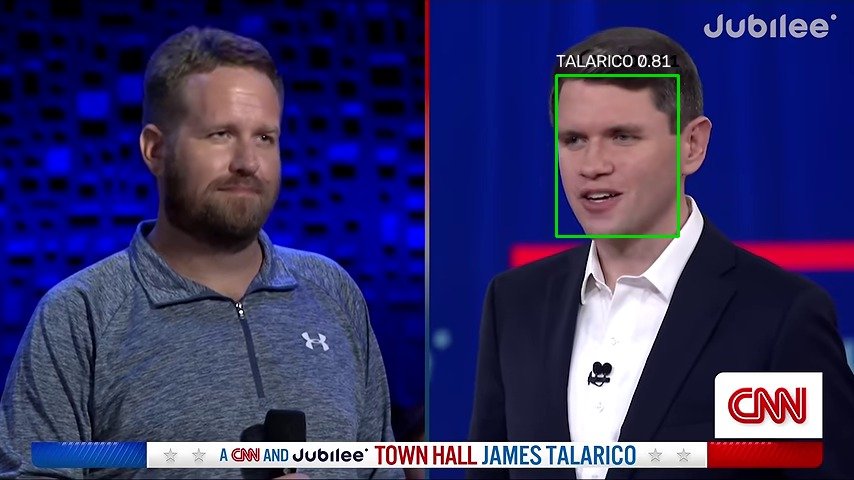 Jubilee
TALARICO 0.81
CNN
A CNN AND Jubilee TOWN HALL JAMES TALARICO